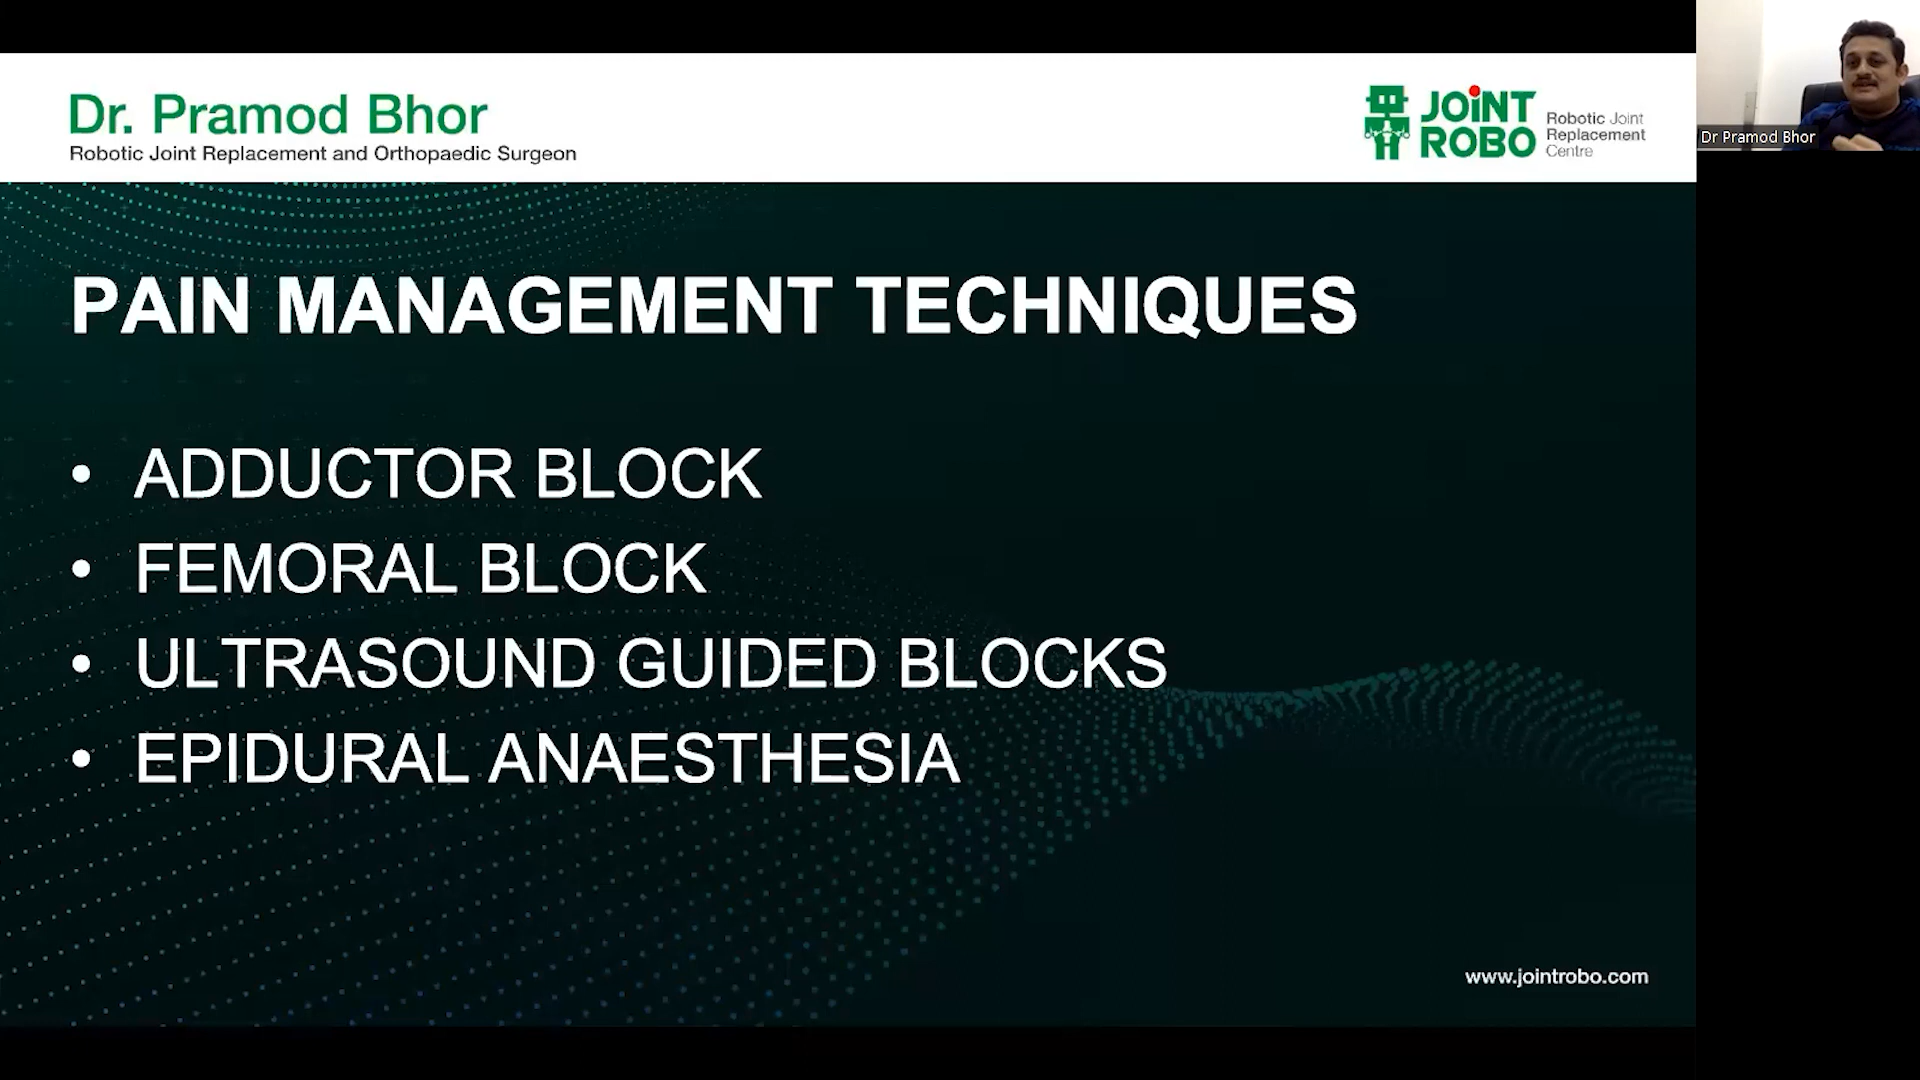 Dr. Pramod Bhor
Robotic Joint Replacement and Orthopaedic Surgeon
JOiNT
ROBO
Robotic Joint
Replacement
Centre
Dr Pramod Bhor
PAIN MANAGEMENT TECHNIQUES
• ADDUCTOR BLOCK
• FEMORAL BLOCK
• ULTRASOUND GUIDED BLOCKS
• EPIDURAL ANAESTHESIA
www.jointrobo.com